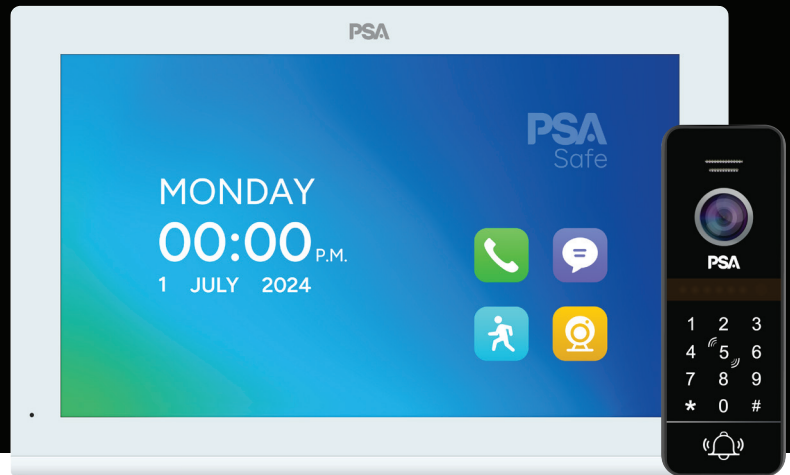 PSA
PSA
Safe
MONDAY
00:00 P.M.
1 JULY 2024
PSA
1 2 3
4 5 6
7 8 9
* 0 #